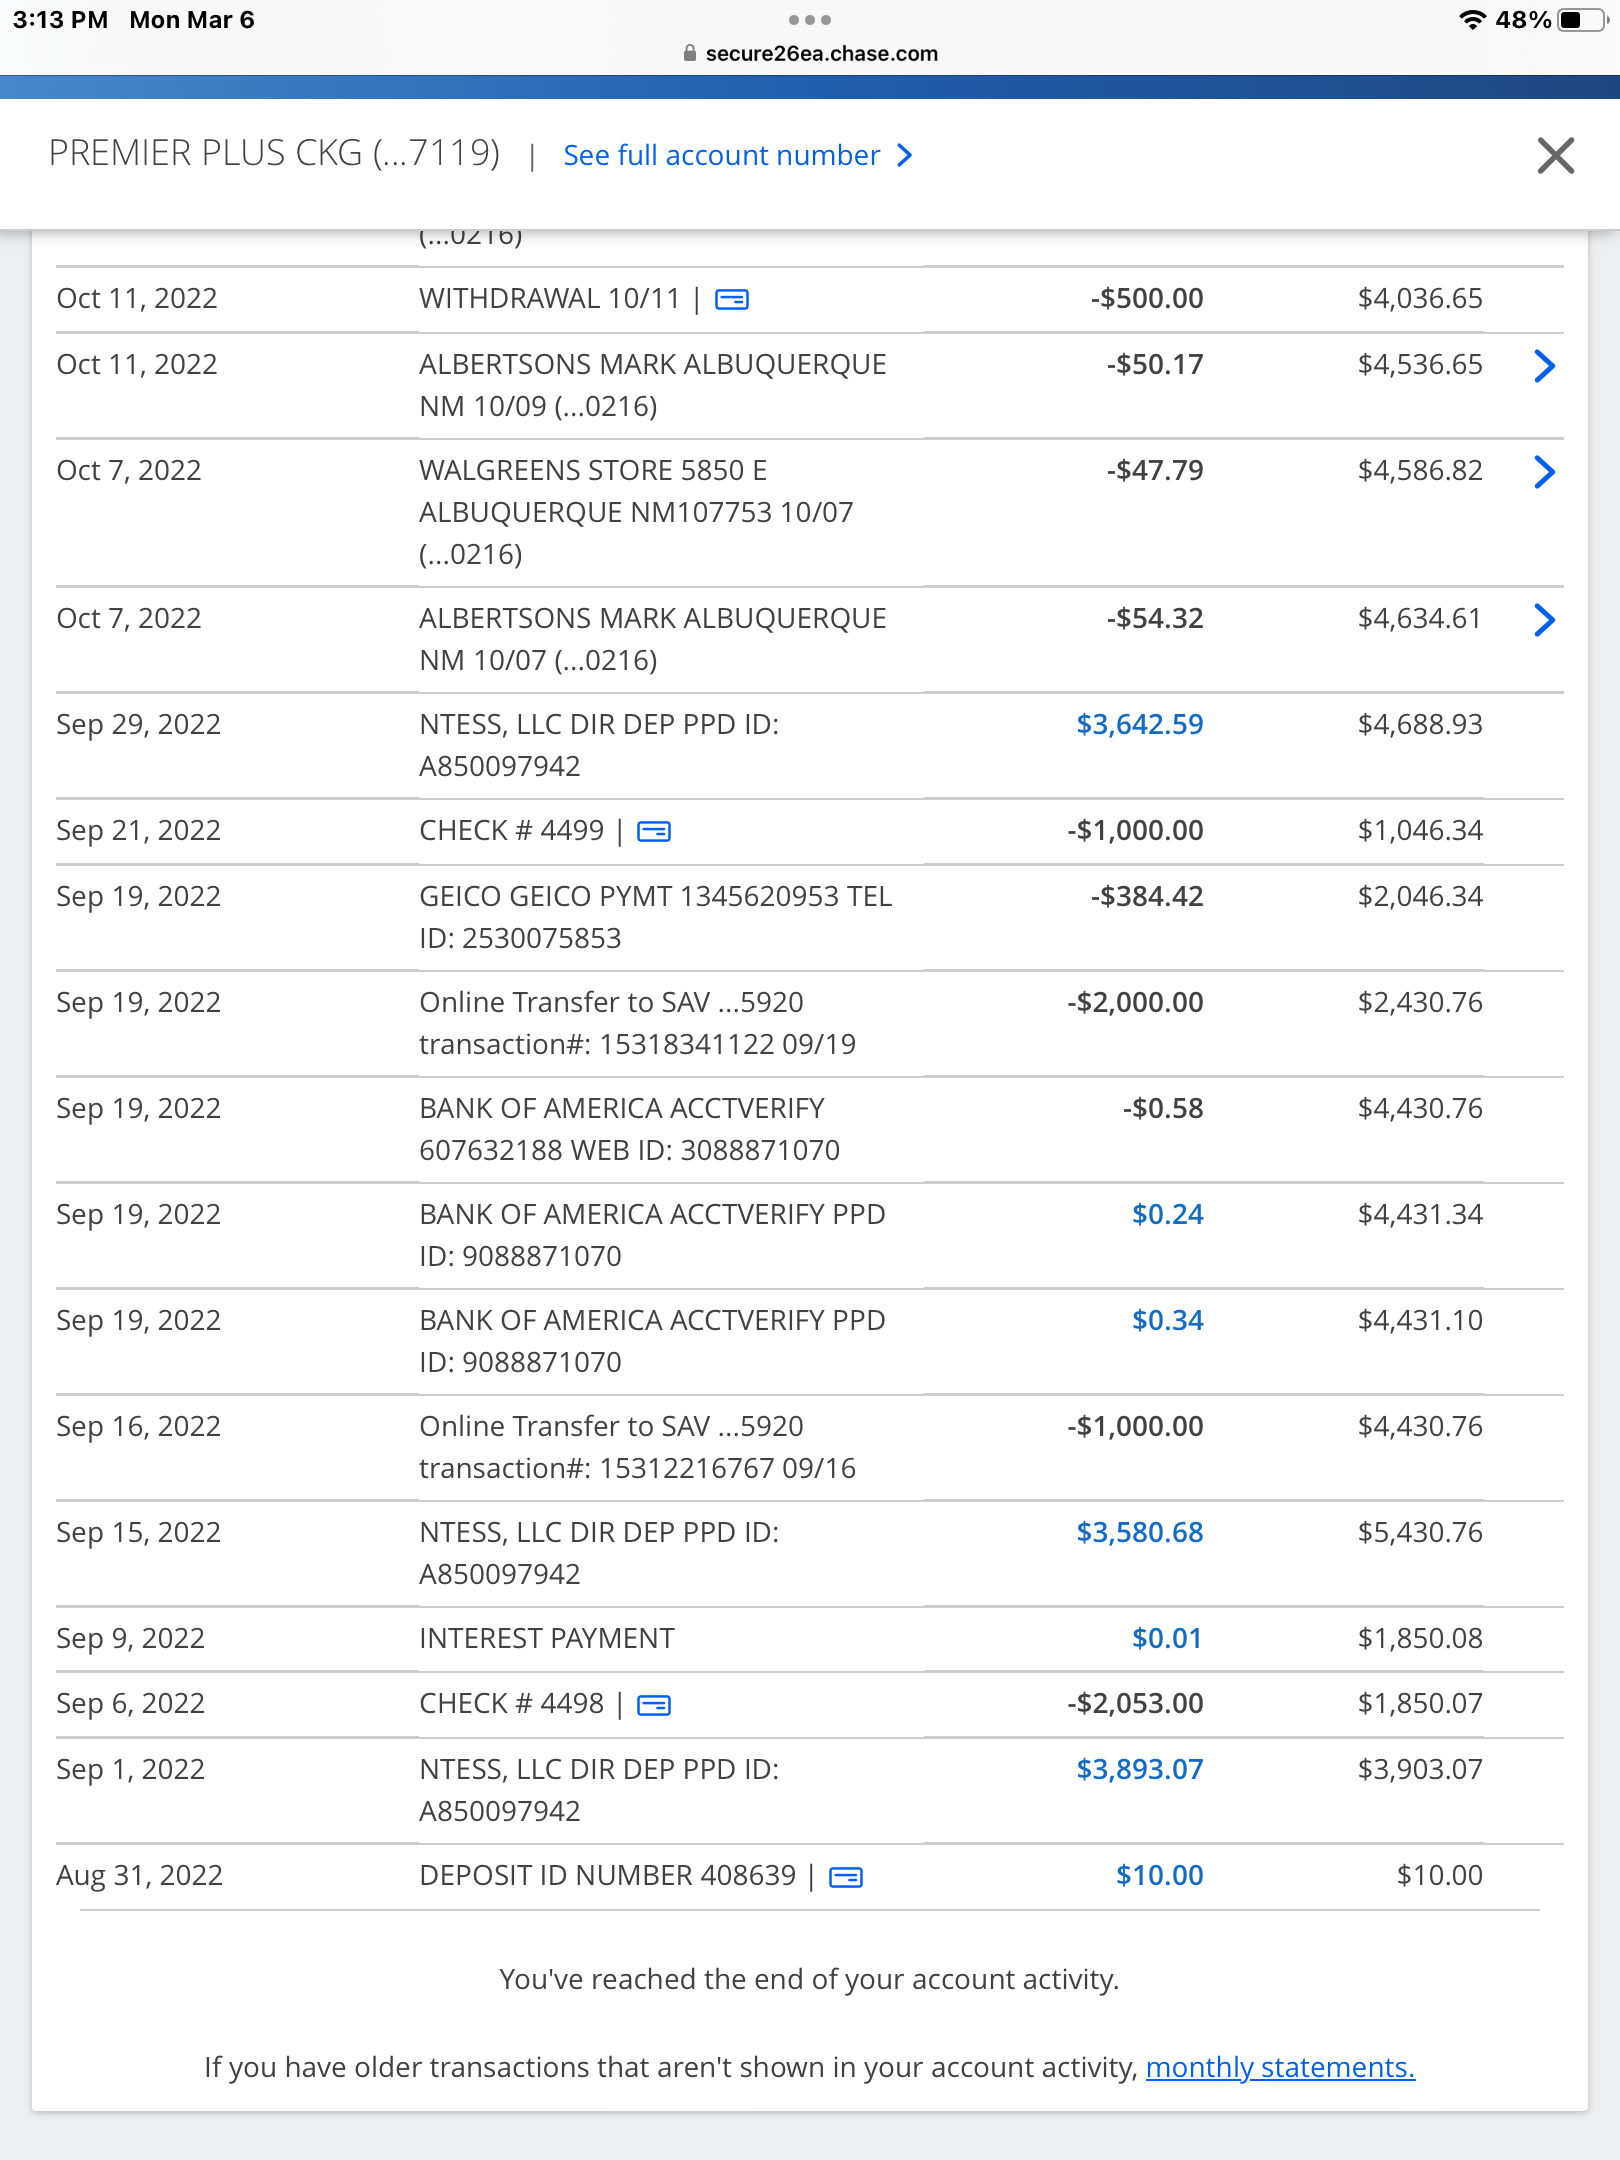 3:13 PM Mon Mar 6 48%
secure26ea.chase.com
PREMIER PLUS CKG (...7119) | See full account number
(...0216)
Oct 11, 2022 WITHDRAWAL 10/11 | -$500.00 $4,036.65
Oct 11, 2022 ALBERTSONS MARK ALBUQUERQUE -$50.17 $4,536.65
NM 10/09 (...0216)
Oct 7, 2022 WALGREENS STORE 5850 E -$47.79 $4,586.82
ALBUQUERQUE NM107753 10/07
(...0216)
Oct 7, 2022 ALBERTSONS MARK ALBUQUERQUE -$54.32 $4,634.61
NM 10/07 (...0216)
Sep 29, 2022 NTESS, LLC DIR DEP PPD ID: $3,642.59 $4,688.93
A850097942
Sep 21, 2022 CHECK # 4499 | -$1,000.00 $1,046.34
Sep 19, 2022 GEICO GEICO PYMT 1345620953 TEL -$384.42 $2,046.34
ID: 2530075853
Sep 19, 2022 Online Transfer to SAV ...5920 -$2,000.00 $2,430.76
transaction#: 15318341122 09/19
Sep 19, 2022 BANK OF AMERICA ACCTVERIFY -$0.58 $4,430.76
607632188 WEB ID: 3088871070
Sep 19, 2022 BANK OF AMERICA ACCTVERIFY PPD $0.24 $4,431.34
ID: 9088871070
Sep 19, 2022 BANK OF AMERICA ACCTVERIFY PPD $0.34 $4,431.10
ID: 9088871070
Sep 16, 2022 Online Transfer to SAV ...5920 -$1,000.00 $4,430.76
transaction#: 15312216767 09/16
Sep 15, 2022 NTESS, LLC DIR DEP PPD ID: $3,580.68 $5,430.76
A850097942
Sep 9, 2022 INTEREST PAYMENT $0.01 $1,850.08
Sep 6, 2022 CHECK # 4498 | -$2,053.00 $1,850.07
Sep 1, 2022 NTESS, LLC DIR DEP PPD ID: $3,893.07 $3,903.07
A850097942
Aug 31, 2022 DEPOSIT ID NUMBER 408639 | $10.00 $10.00
You've reached the end of your account activity.
If you have older transactions that aren't shown in your account activity, monthly statements.